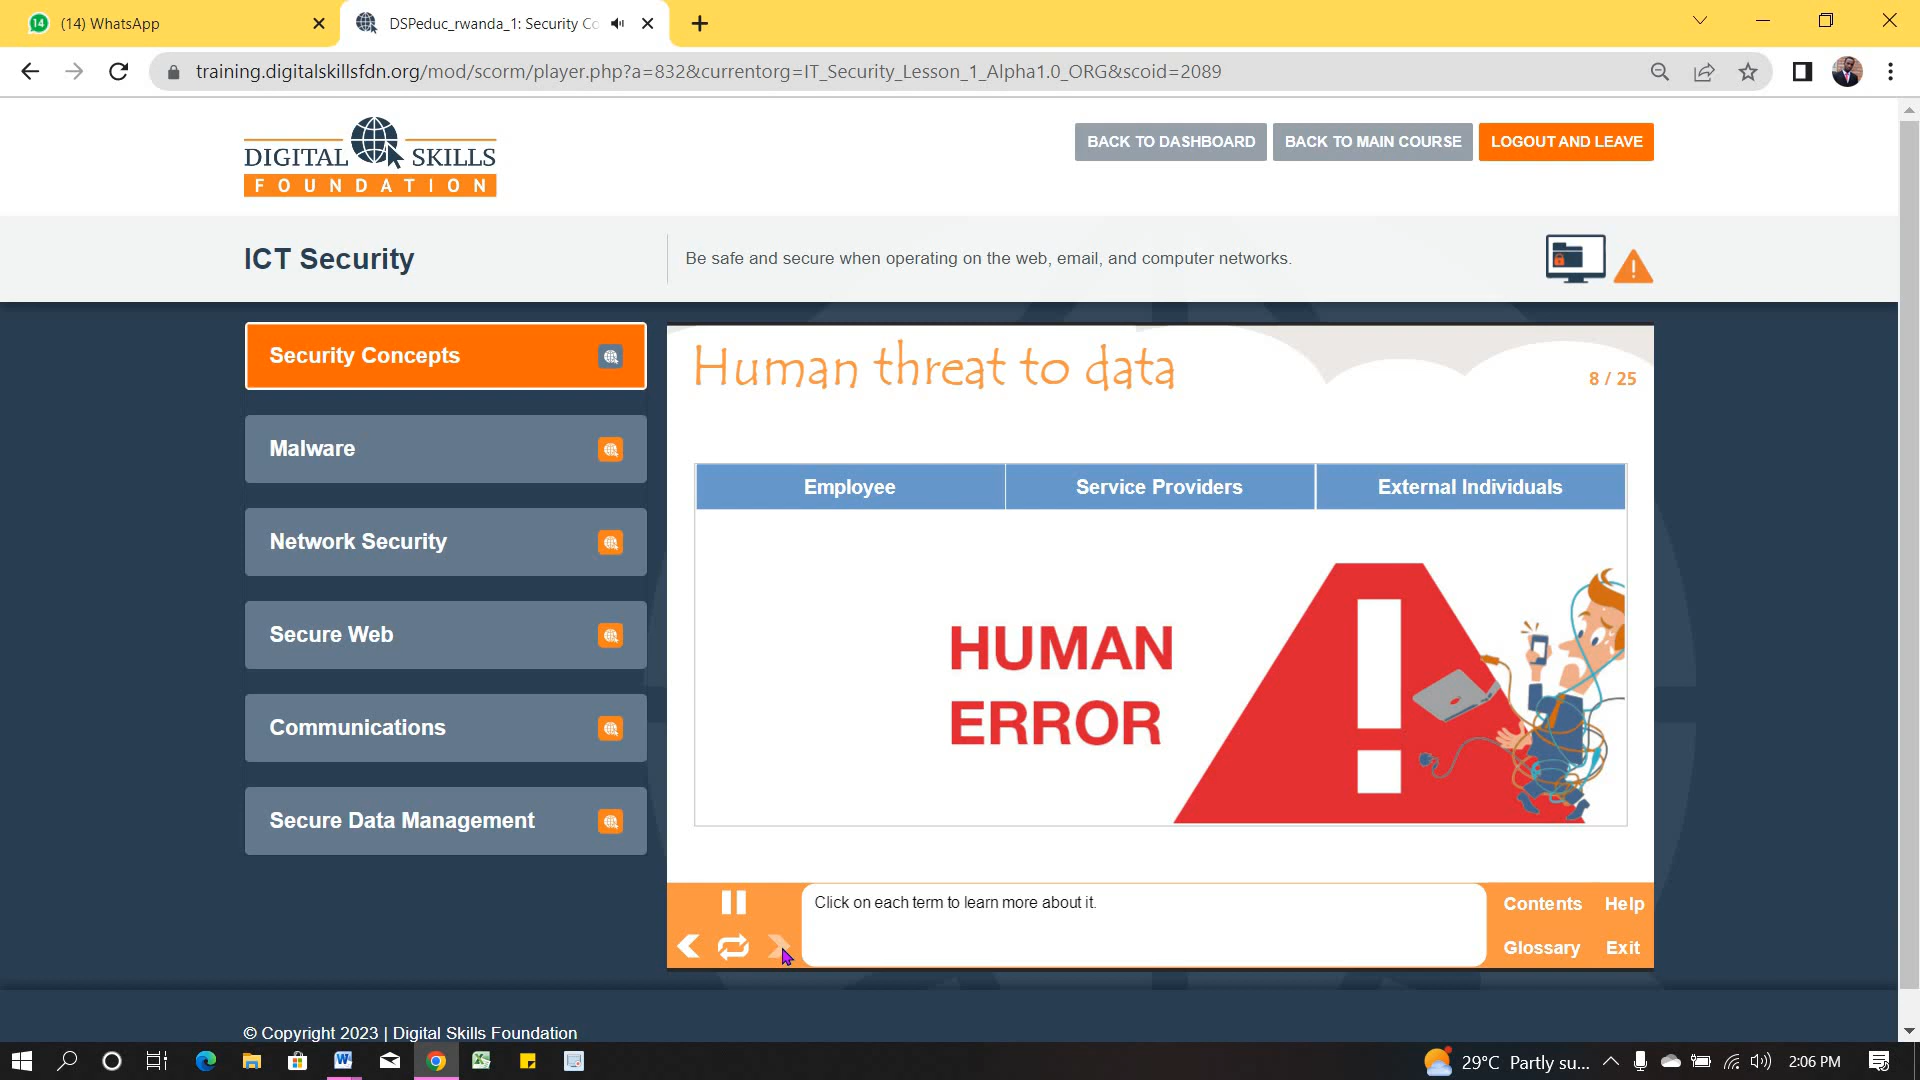 14
(14) WhatsApp
DSPeduc_rwanda_1: Security Co
training.digitalskillsfdn.org/mod/scorm/player.php?a=832&currentorg=IT_Security_Lesson_1_Alpha1.0_ORG&scoid=2089
DIGITAL SKILLS
FOUNDATION
BACK TO DASHBOARD
BACK TO MAIN COURSE
LOGOUT AND LEAVE
ICT Security
Be safe and secure when operating on the web, email, and computer networks.
Security Concepts
Malware
Network Security
Secure Web
Communications
Secure Data Management
Human threat to data
8 / 25
Employee
Service Providers
External Individuals
HUMAN
ERROR
Click on each term to learn more about it.
Contents
Help
Glossary
Exit
© Copyright 2023 | Digital Skills Foundation
29°C Partly su...
2:06 PM